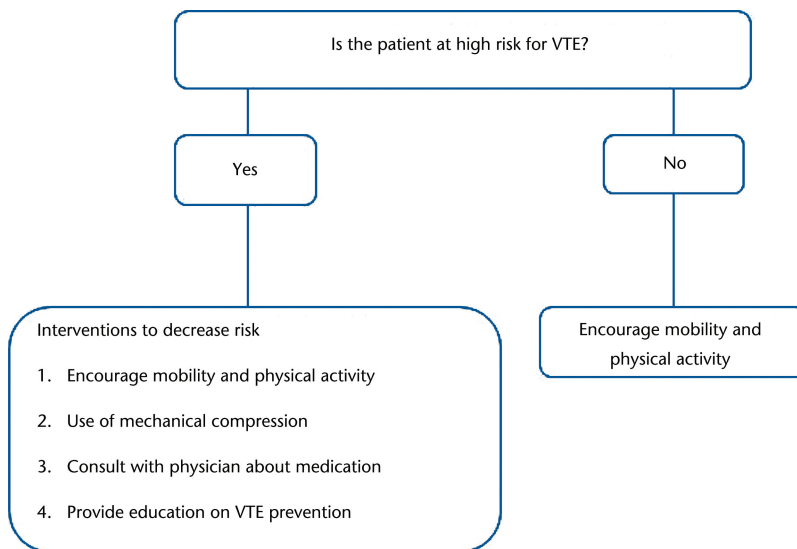 Is the patient at high risk for VTE?
Yes
No
Interventions to decrease risk
1. Encourage mobility and physical activity
2. Use of mechanical compression
3. Consult with physician about medication
4. Provide education on VTE prevention
Encourage mobility and
physical activity